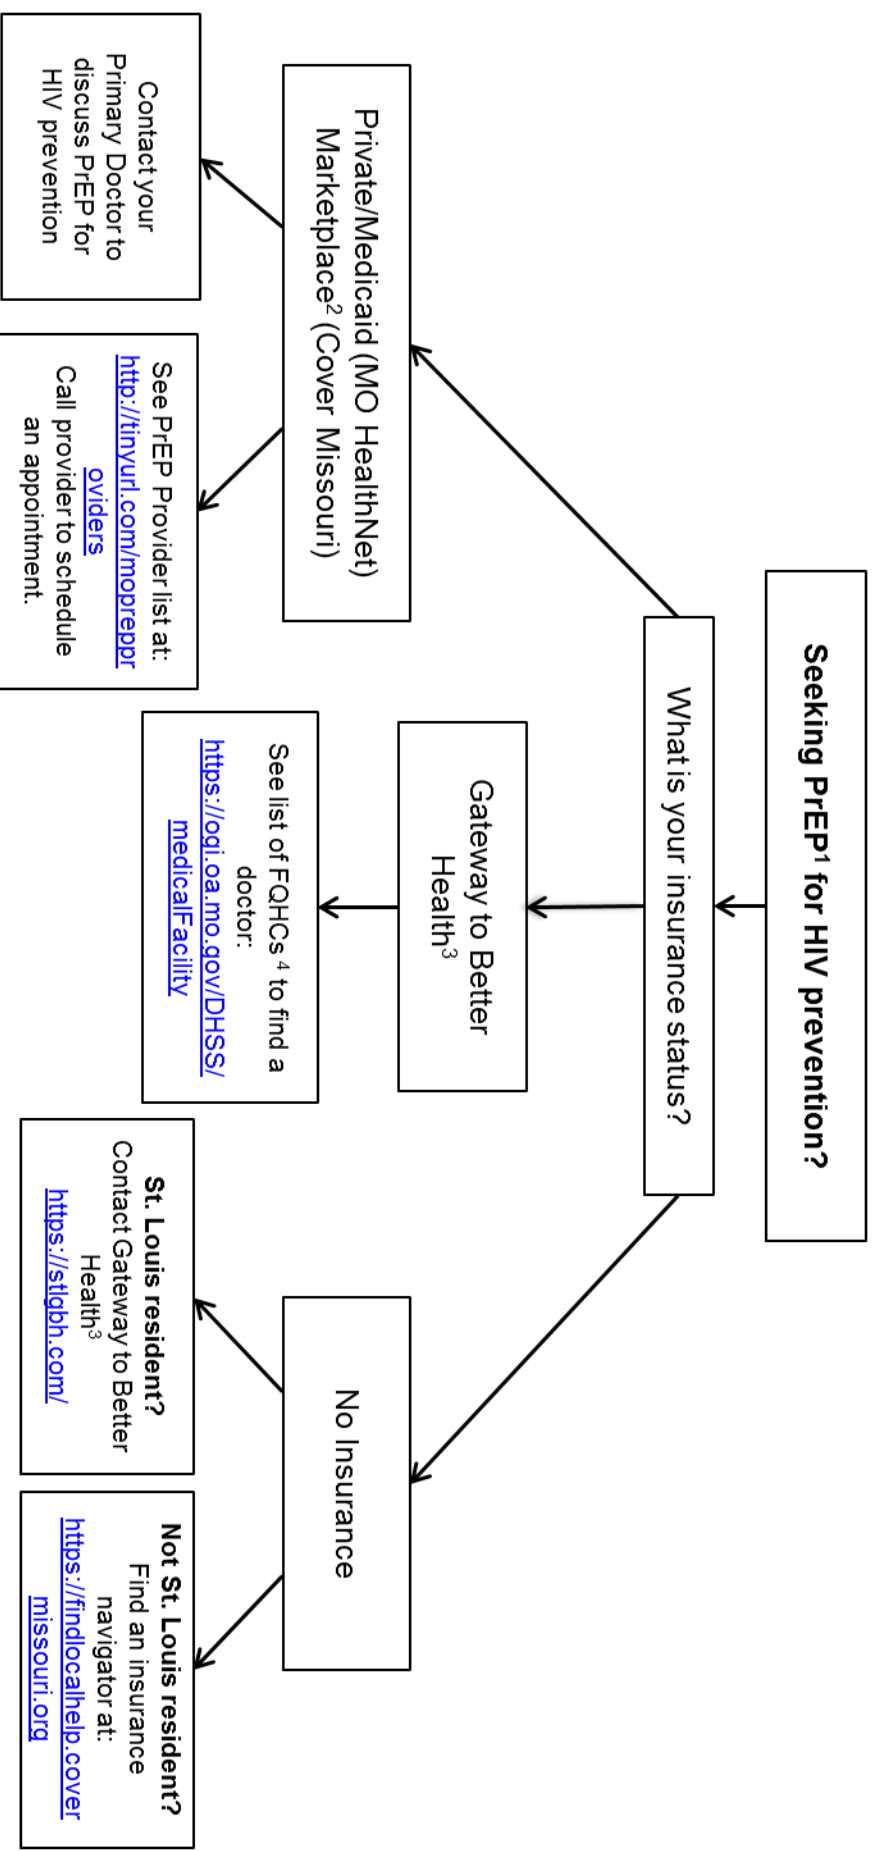 Seeking PrEP¹ for HIV prevention?
What is your insurance status?
Private/Medicaid (MO HealthNet)
Marketplace² (Cover Missouri)
Gateway to Better
Health³
No Insurance
Contact your
Primary Doctor to
discuss PrEP for
HIV prevention
See PrEP Provider list at:
http://tinyurl.com/mopreppr
oviders
Call provider to schedule
an appointment.
See list of FQHCs ⁴ to find a
doctor:
https://ogi.oa.mo.gov/DHSS/
medicalFacility
St. Louis resident?
Contact Gateway to Better
Health³
https://stlgbh.com/
Not St. Louis resident?
Find an insurance
navigator at:
https://findlocalhelp.cover
missouri.org